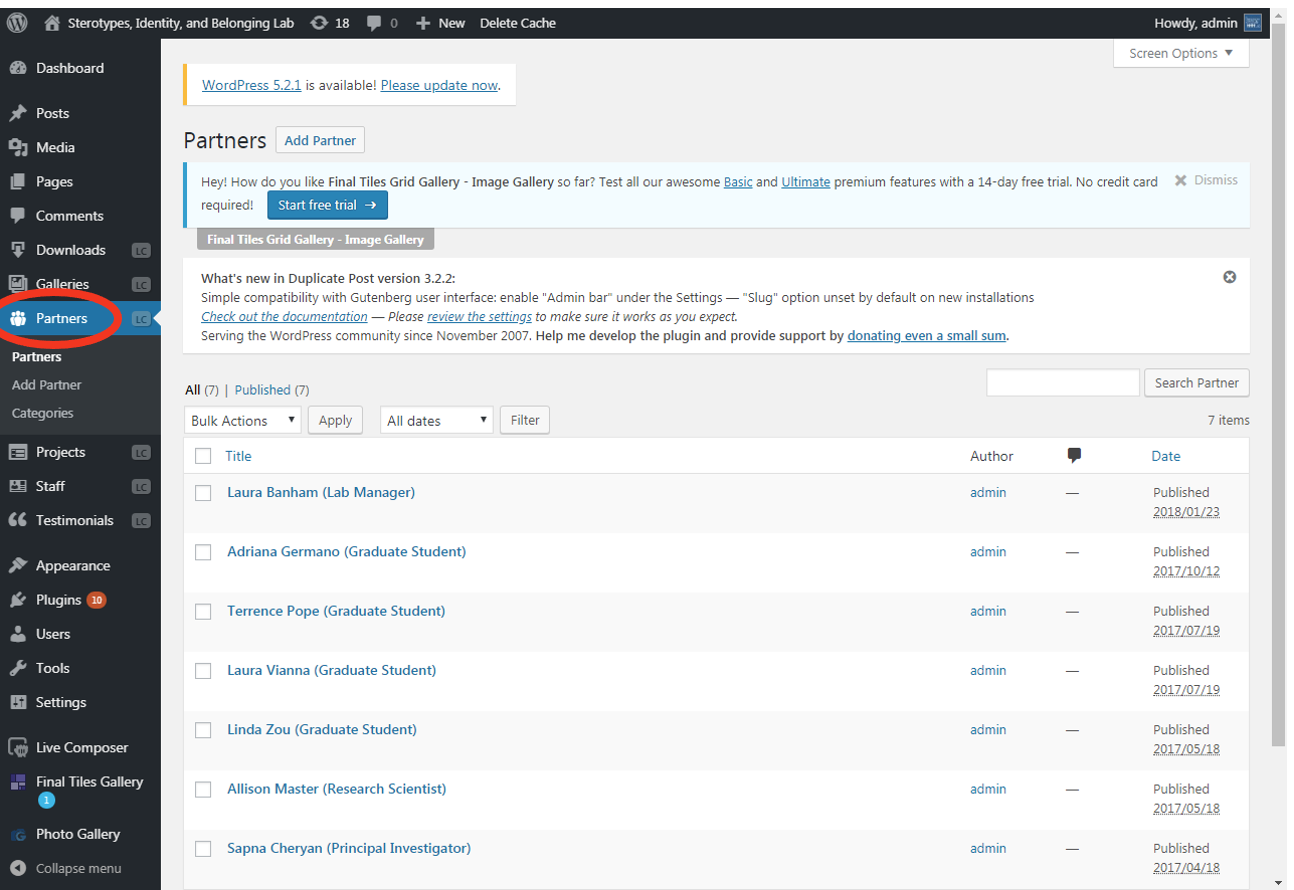 Sterotypes, Identity, and Belonging Lab 18 0 New Delete Cache Howdy, admin
Screen Options
Dashboard
Posts
Media
Pages
Comments
Downloads LC
Galleries LC
Partners LC
Partners
Add Partner
Categories
Projects LC
Staff LC
Testimonials LC
Appearance
Plugins 10
Users
Tools
Settings
Live Composer
Final Tiles Gallery
1
Photo Gallery
Collapse menu
WordPress 5.2.1 is available! Please update now.
Partners Add Partner
Hey! How do you like Final Tiles Grid Gallery - Image Gallery so far? Test all our awesome Basic and Ultimate premium features with a 14-day free trial. No credit card
required! Start free trial →
Dismiss
Final Tiles Grid Gallery - Image Gallery
What's new in Duplicate Post version 3.2.2:
Simple compatibility with Gutenberg user interface: enable "Admin bar" under the Settings — "Slug" option unset by default on new installations
Check out the documentation — Please review the settings to make sure it works as you expect.
Serving the WordPress community since November 2007. Help me develop the plugin and provide support by donating even a small sum.
All (7) | Published (7)
Search Partner
Bulk Actions Apply All dates Filter 7 items
Title Author Date
Laura Banham (Lab Manager) admin — Published
2018/01/23
Adriana Germano (Graduate Student) admin — Published
2017/10/12
Terrence Pope (Graduate Student) admin — Published
2017/07/19
Laura Vianna (Graduate Student) admin — Published
2017/07/19
Linda Zou (Graduate Student) admin — Published
2017/05/18
Allison Master (Research Scientist) admin — Published
2017/05/18
Sapna Cheryan (Principal Investigator) admin — Published
2017/04/18